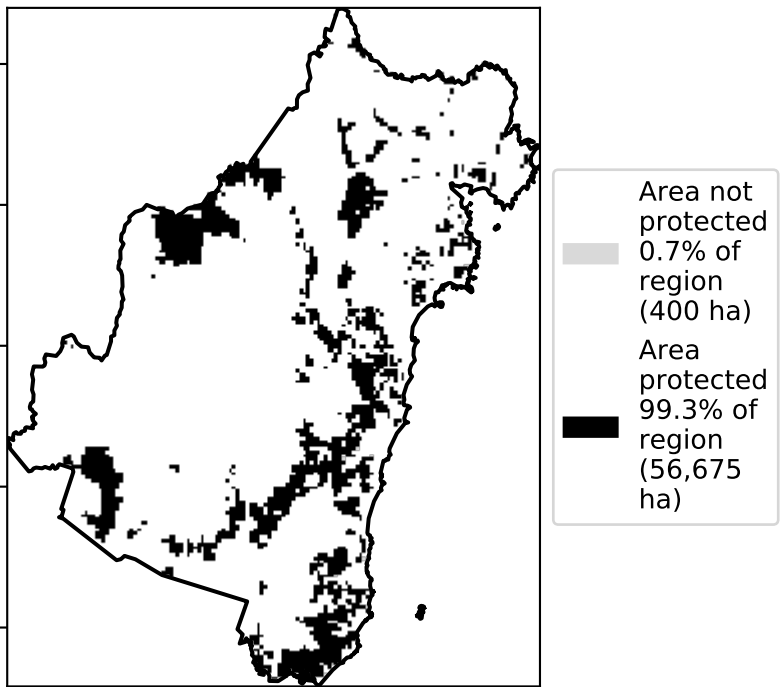 Area not
protected
0.7% of
region
(400 ha)
Area
protected
99.3% of
region
(56,675
ha)